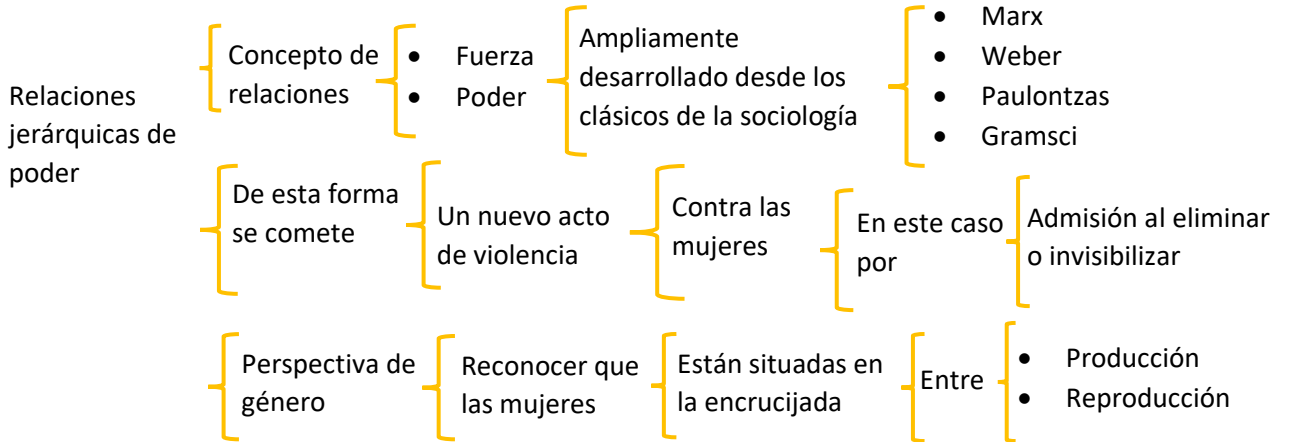 Relaciones
jerárquicas de
poder
Concepto de
relaciones
• Fuerza
• Poder
Ampliamente
desarrollado desde los
clásicos de la sociología
• Marx
• Weber
• Paulontzas
• Gramsci
De esta forma
se comete
Un nuevo acto
de violencia
Contra las
mujeres
En este caso
por
Admisión al eliminar
o invisibilizar
Perspectiva de
género
Reconocer que
las mujeres
Están situadas en
la encrucijada
Entre
• Producción
• Reproducción